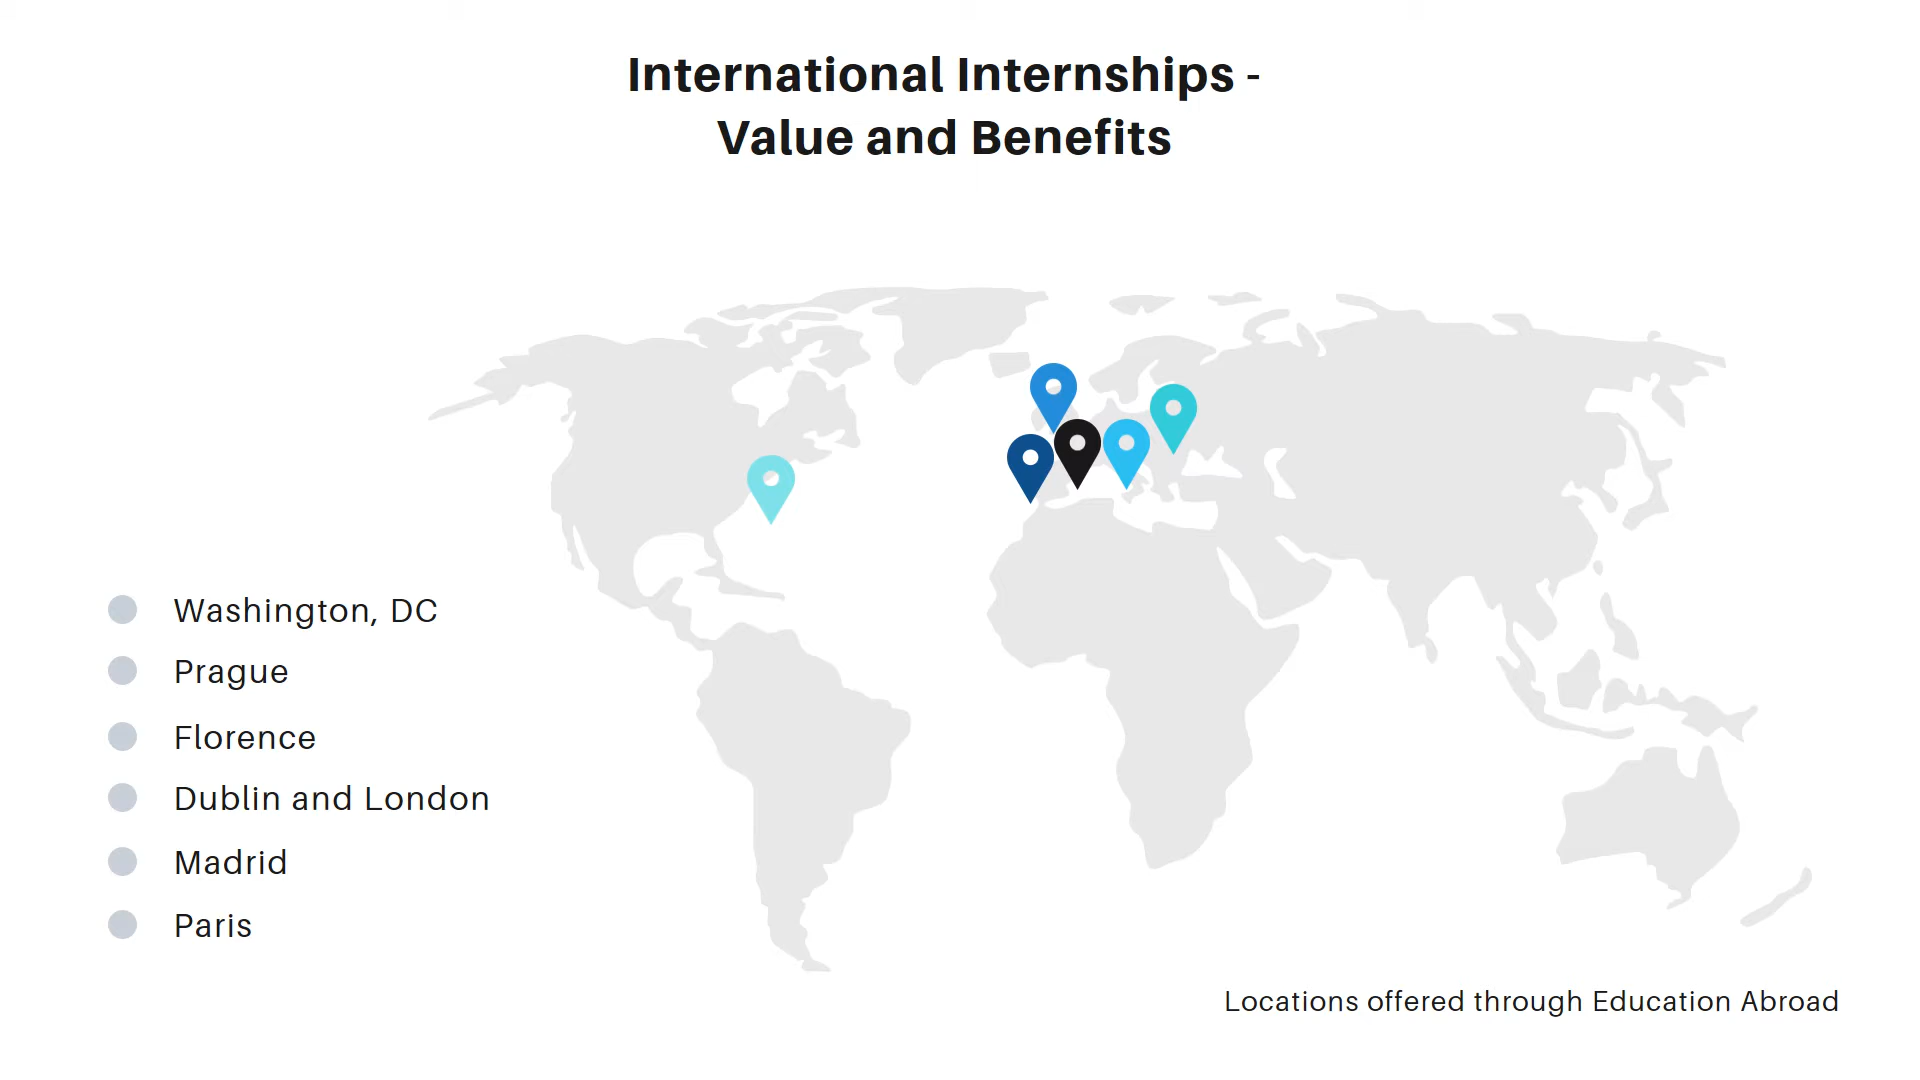 International Internships -
Value and Benefits
Washington, DC
Prague
Florence
Dublin and London
Madrid
Paris
Locations offered through Education Abroad